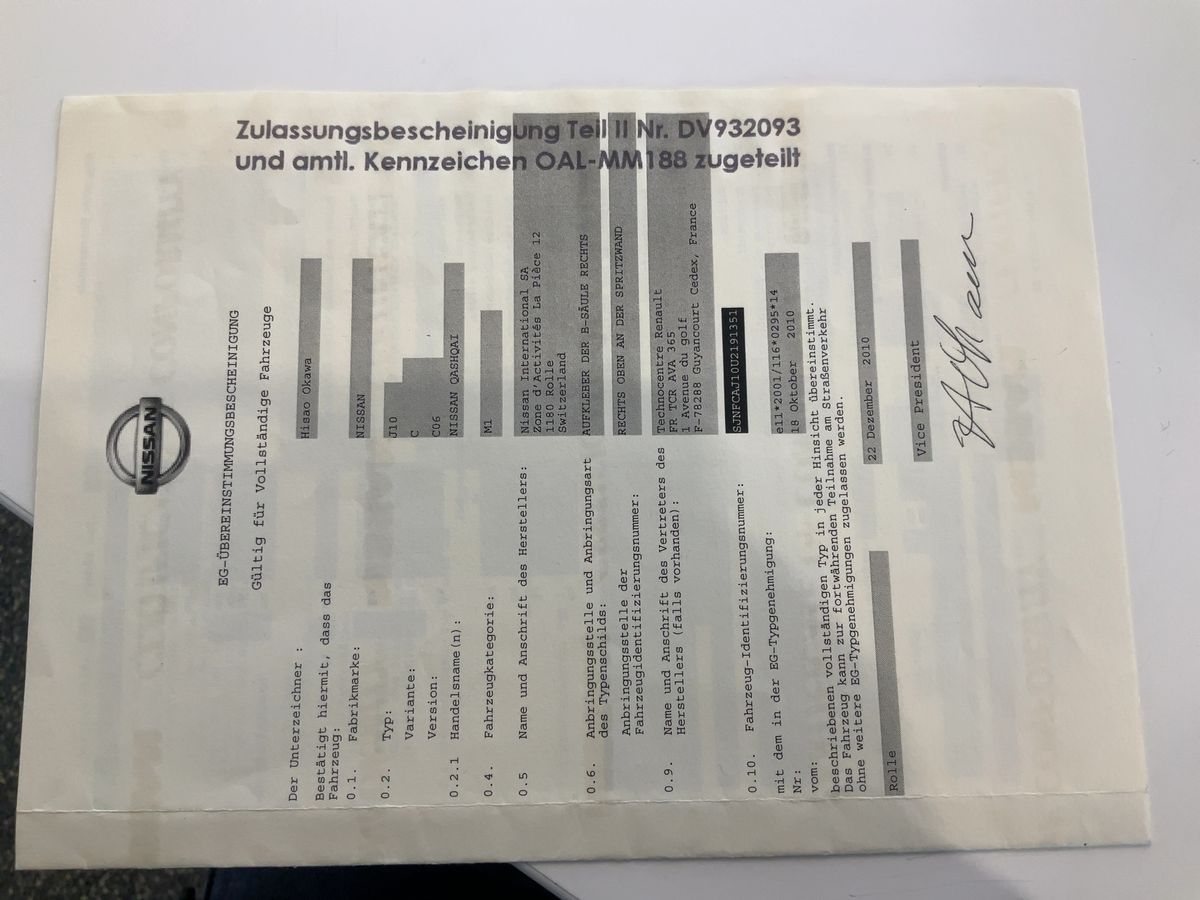 Zulassungsbescheinigung Teil II Nr. DV932093
und amtl. Kennzeichen OAL-MM188 zugeteilt
NISSAN
EG-ÜBEREINSTIMMUNGSBESCHEINIGUNG
Gültig für Vollständige Fahrzeuge
Der Unterzeichner : Hisao Okawa
Bestätigt hiermit, dass das
Fahrzeug:
0.1. Fabrikmarke: NISSAN
0.2. Typ: J10
Variante: C
Version: C06
0.2.1 Handelsname(n): NISSAN QASHQAI
0.4. Fahrzeugkategorie: M1
0.5 Name und Anschrift des Herstellers: Nissan International SA
Zone d'Activités La Pièce 12
1180 Rolle
Switzerland
0.6. Anbringungsstelle und Anbringungsart AUFKLEBER DER B-SÄULE RECHTS
des Typenschilds:
Anbringungsstelle der RECHTS OBEN AN DER SPRITZWAND
Fahrzeugidentifizierungsnummer:
0.9. Name und Anschrift des Vertreters des Technocentre Renault
Herstellers (falls vorhanden): FR TCR AVA 365
1 Avenue du golf
F-78288 Guyancourt Cedex, France
0.10. Fahrzeug-Identifizierungsnummer: SJNFCAJ10U2191351
mit dem in der EG-Typgenehmigung:
Nr: e11*2001/116*0295*14
vom: 18 Oktober 2010
beschriebenen vollständigen Typ in jeder Hinsicht übereinstimmt.
Das Fahrzeug kann zur fortwährenden Teilnahme am Straßenverkehr
ohne weitere EG-Typgenehmigungen zugelassen werden.
Rolle 22 Dezember 2010
Vice President